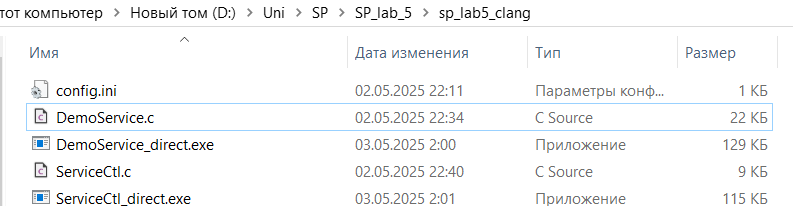 тот компьютер > Новый том (D:) > Uni > SP > SP_lab_5 > sp_lab5_clang
Имя Дата изменения Тип Размер
config.ini 02.05.2025 22:11 Параметры конф... 1 КБ
DemoService.c 02.05.2025 22:34 C Source 22 КБ
DemoService_direct.exe 03.05.2025 2:00 Приложение 129 КБ
ServiceCtl.c 02.05.2025 22:40 C Source 9 КБ
ServiceCtl_direct.exe 03.05.2025 2:01 Приложение 115 КБ